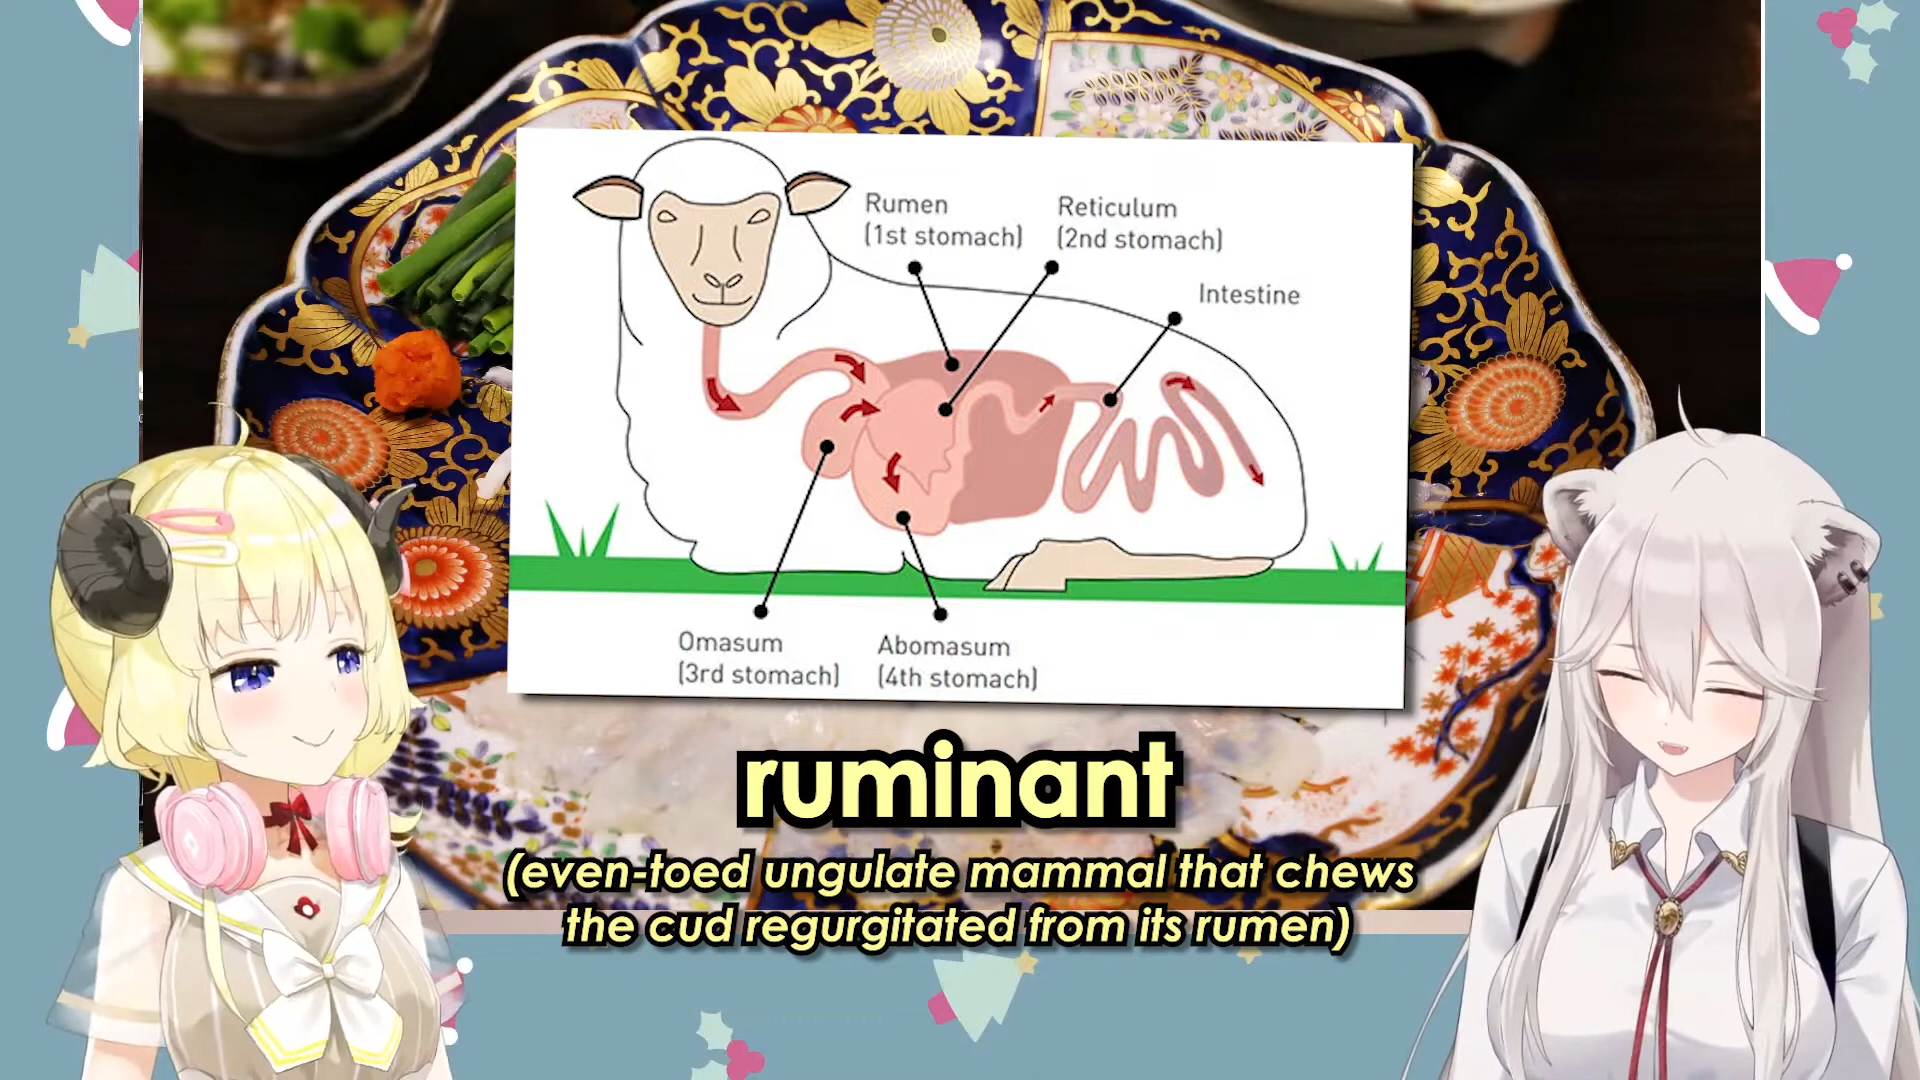 Rumen
(1st stomach)
Reticulum
(2nd stomach)
Intestine
Omasum
(3rd stomach)
Abomasum
(4th stomach)
ruminant
(even-toed ungulate mammal that chews
the cud regurgitated from its rumen)